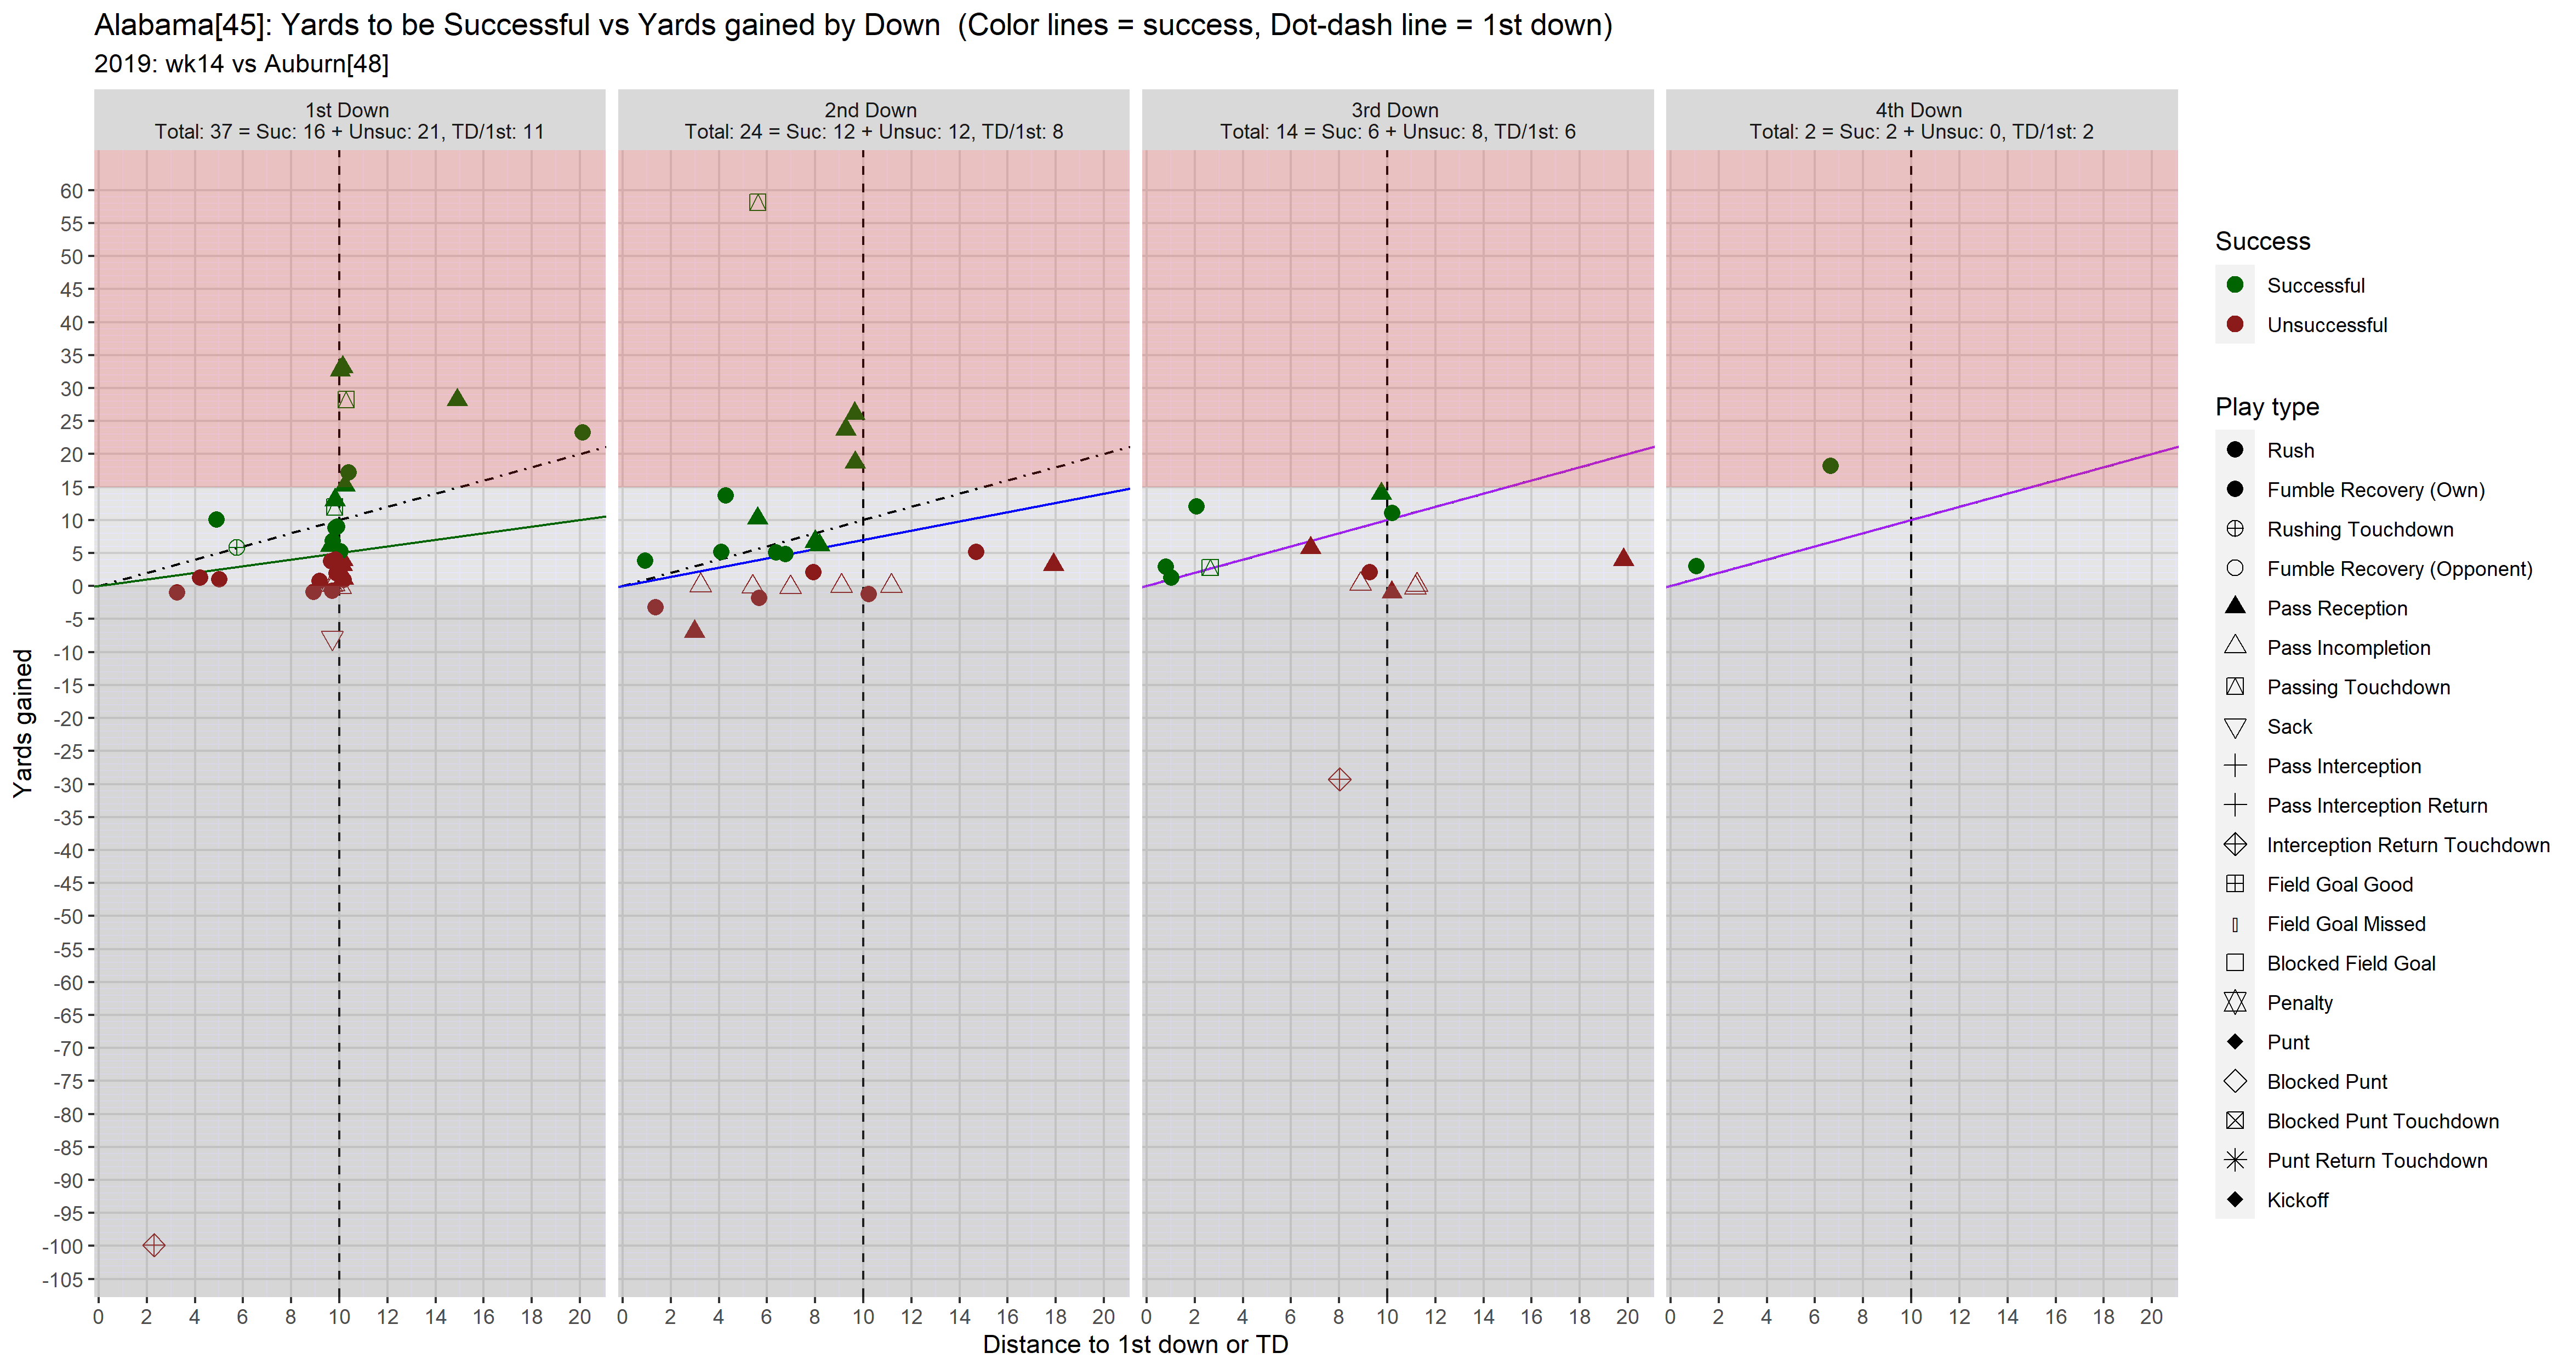 Alabama[45]: Yards to be Successful vs Yards gained by Down  (Color lines = success, Dot-dash line = 1st down)
2019: wk14 vs Auburn[48]
1st Down
Total: 37 = Suc: 16 + Unsuc: 21, TD/1st: 11
2nd Down
Total: 24 = Suc: 12 + Unsuc: 12, TD/1st: 8
3rd Down
Total: 14 = Suc: 6 + Unsuc: 8, TD/1st: 6
4th Down
Total: 2 = Suc: 2 + Unsuc: 0, TD/1st: 2
Yards gained
60
55
50
45
40
35
30
25
20
15
10
5
0
-5
-10
-15
-20
-25
-30
-35
-40
-45
-50
-55
-60
-65
-70
-75
-80
-85
-90
-95
-100
-105
0 2 4 6 8 10 12 14 16 18 20
0 2 4 6 8 10 12 14 16 18 20
0 2 4 6 8 10 12 14 16 18 20
0 2 4 6 8 10 12 14 16 18 20
Distance to 1st down or TD
Success
Successful
Unsuccessful
Play type
Rush
Fumble Recovery (Own)
Rushing Touchdown
Fumble Recovery (Opponent)
Pass Reception
Pass Incompletion
Passing Touchdown
Sack
Pass Interception
Pass Interception Return
Interception Return Touchdown
Field Goal Good
Field Goal Missed
Blocked Field Goal
Penalty
Punt
Blocked Punt
Blocked Punt Touchdown
Punt Return Touchdown
Kickoff